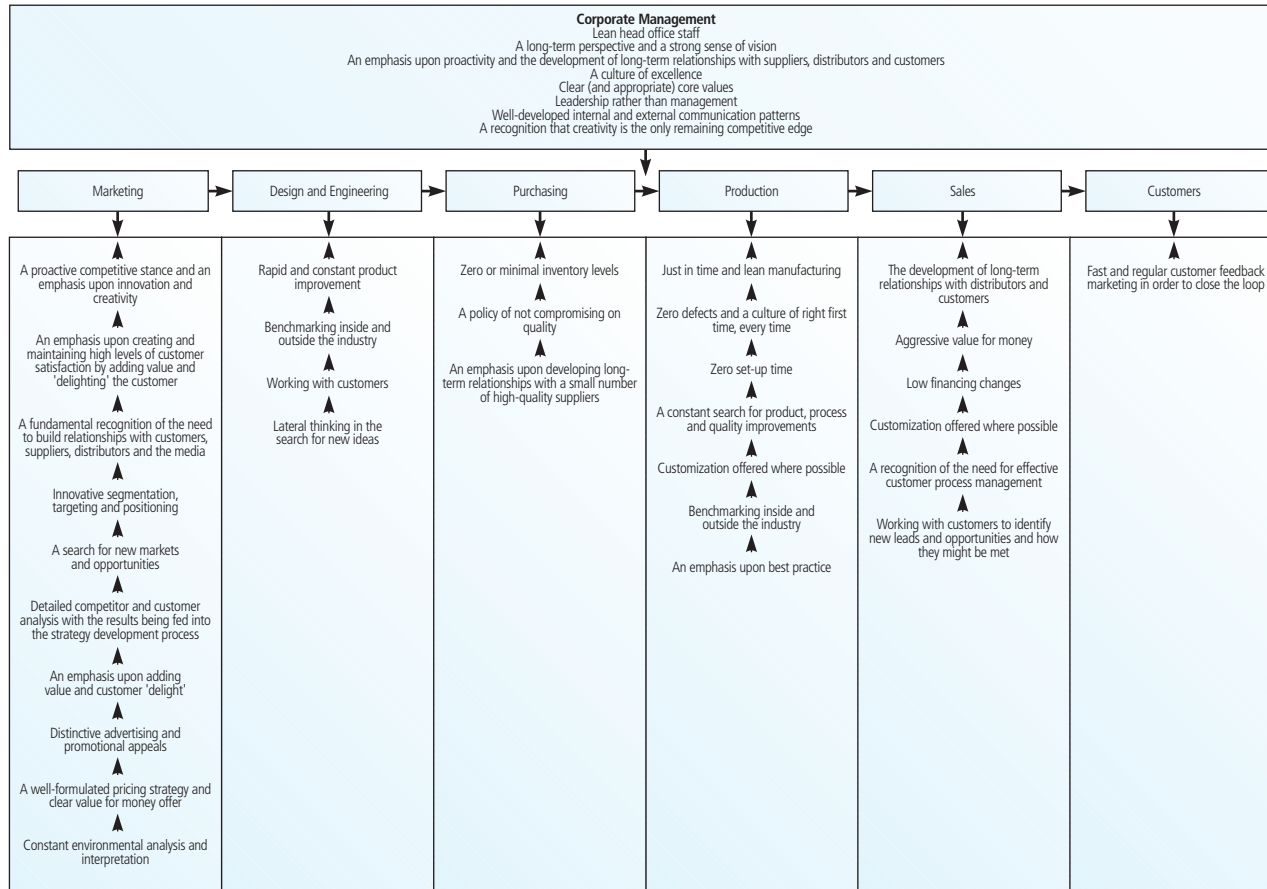 Corporate Management
Lean head office staff
A long-term perspective and a strong sense of vision
An emphasis upon proactivity and the development of long-term relationships with suppliers, distributors and customers
A culture of excellence
Clear (and appropriate) core values
Leadership rather than management
Well-developed internal and external communication patterns
A recognition that creativity is the only remaining competitive edge
Marketing
Design and Engineering
Purchasing
Production
Sales
Customers
A proactive competitive stance and an
emphasis upon innovation and
creativity
An emphasis upon creating and
maintaining high levels of customer
satisfaction by adding value and
'delighting' the customer
A fundamental recognition of the need
to build relationships with customers,
suppliers, distributors and the media
Innovative segmentation,
targeting and positioning
A search for new markets
and opportunities
Detailed competitor and customer
analysis with the results being fed into
the strategy development process
An emphasis upon adding
value and customer 'delight'
Distinctive advertising and
promotional appeals
A well-formulated pricing strategy and
clear value for money offer
Constant environmental analysis and
interpretation
Rapid and constant product
improvement
Benchmarking inside and
outside the industry
Working with customers
Lateral thinking in the
search for new ideas
Zero or minimal inventory levels
A policy of not compromising on
quality
An emphasis upon developing long-
term relationships with a small number
of high-quality suppliers
Just in time and lean manufacturing
Zero defects and a culture of right first
time, every time
Zero set-up time
A constant search for product, process
and quality improvements
Customization offered where possible
Benchmarking inside and
outside the industry
An emphasis upon best practice
The development of long-term
relationships with distributors and
customers
Aggressive value for money
Low financing changes
Customization offered where possible
A recognition of the need for effective
customer process management
Working with customers to identify
new leads and opportunities and how
they might be met
Fast and regular customer feedback
marketing in order to close the loop